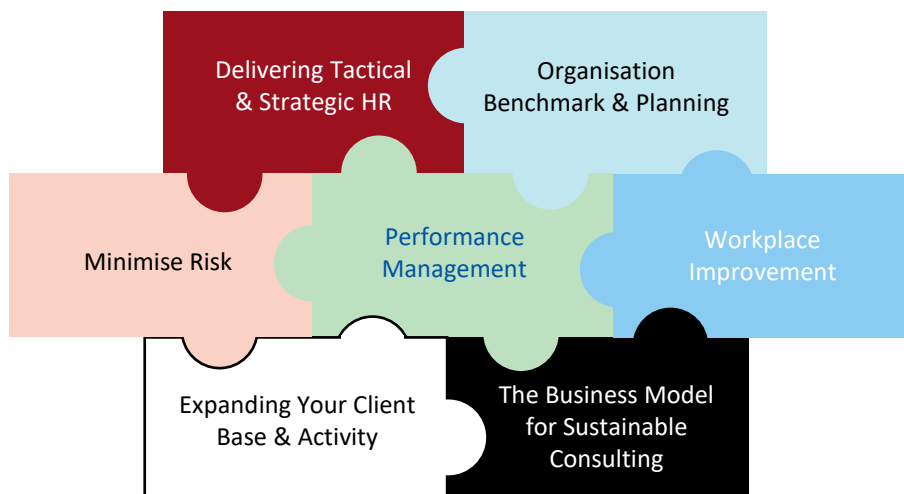 Delivering Tactical
& Strategic HR
Organisation
Benchmark & Planning
Minimise Risk
Performance
Management
Workplace
Improvement
Expanding Your Client
Base & Activity
The Business Model
for Sustainable
Consulting